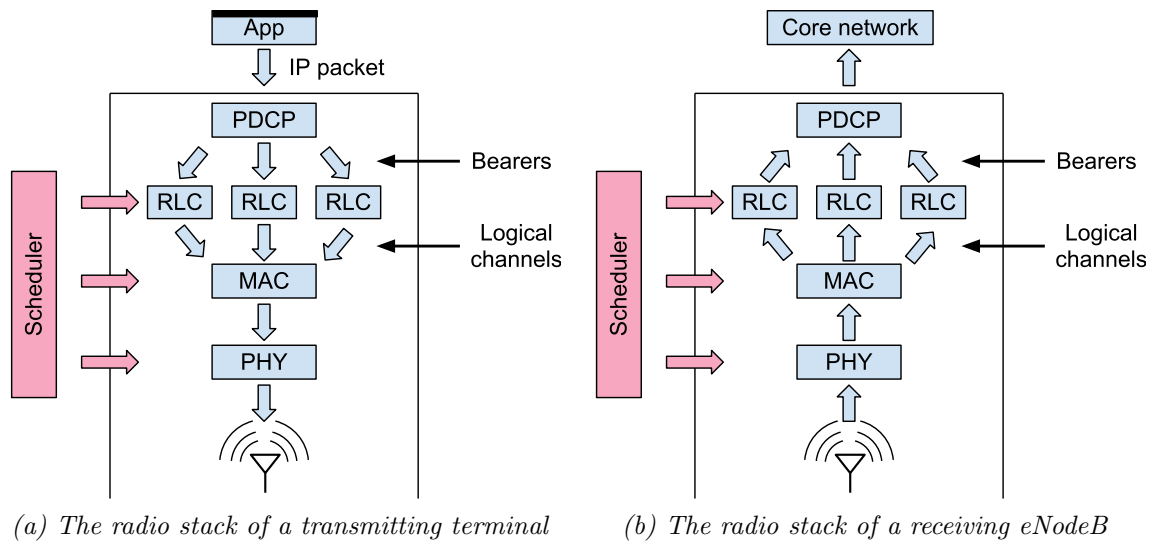 App
IP packet
PDCP
Bearers
RLC RLC RLC
Logical
channels
MAC
PHY
Scheduler
(a) The radio stack of a transmitting terminal
Core network
PDCP
Bearers
RLC RLC RLC
Logical
channels
MAC
PHY
Scheduler
(b) The radio stack of a receiving eNodeB